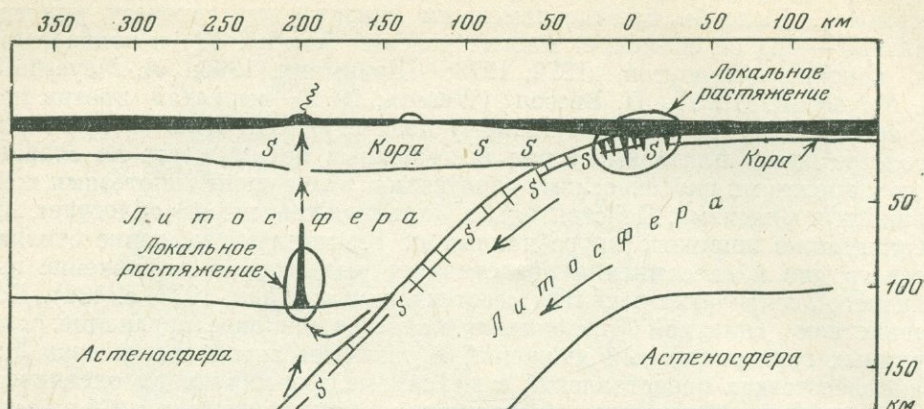 350 250 200 150 100 50 0 50 100 км
Локальное
растяжение
S Кора S S S
Кора
50
Литосфера
Локальное
растяжение
S
S
S
Литосфера
100
S
S
Астеносфера
Астеносфера
150
S
км